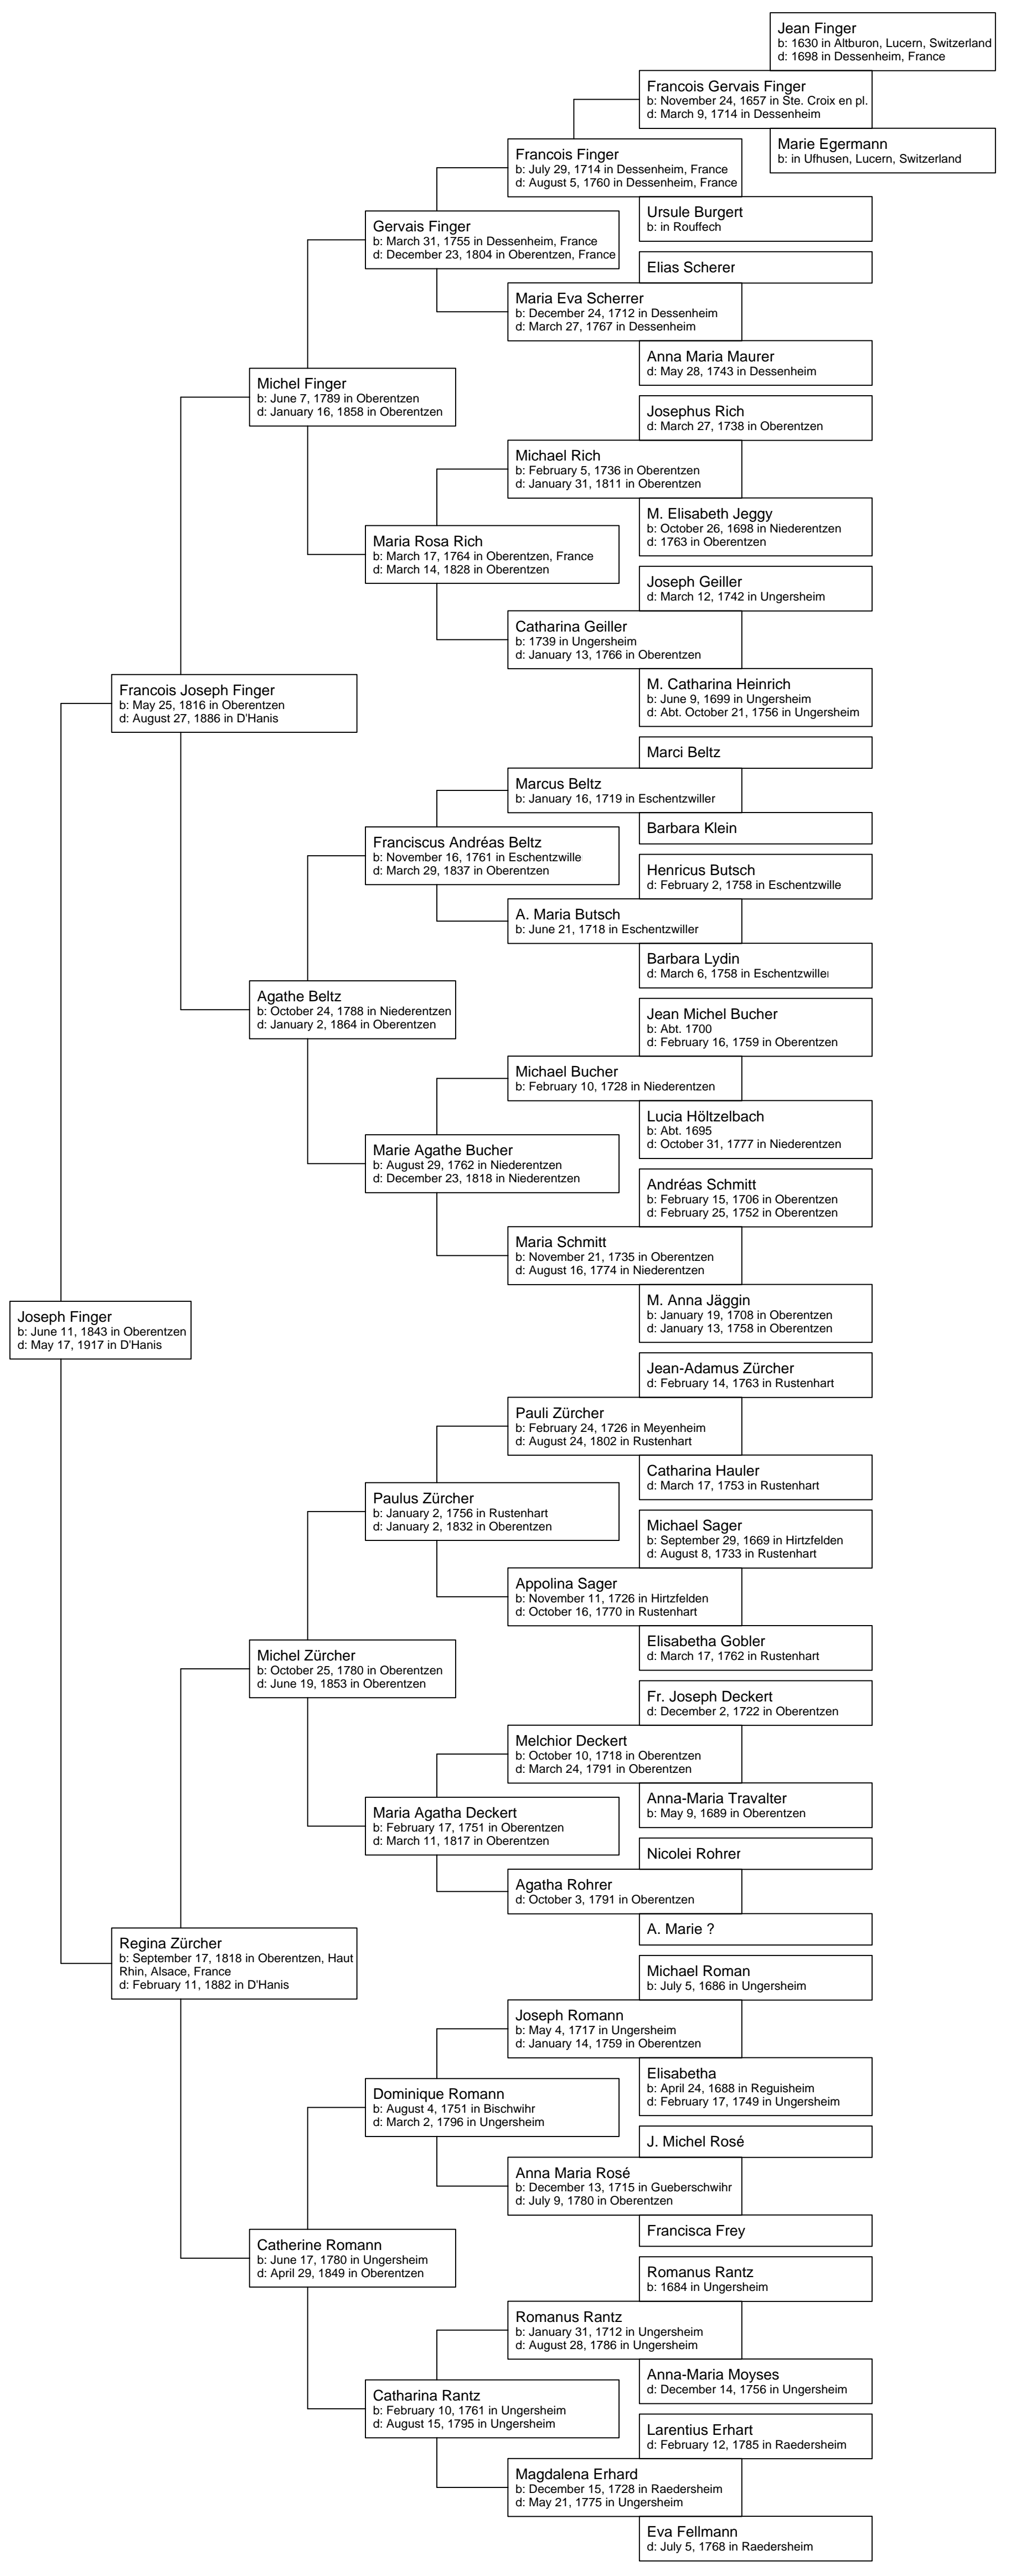 Jean Finger
b: 1630 in Altburon, Lucern, Switzerland
d: 1698 in Dessenheim, France
Francois Gervais Finger
b: November 24, 1657 in Ste. Croix en pl.
d: March 9, 1714 in Dessenheim
Marie Egermann
b: in Ufhusen, Lucern, Switzerland
Francois Finger
b: July 29, 1714 in Dessenheim, France
d: August 5, 1760 in Dessenheim, France
Ursule Burgert
b: in Rouffech
Gervais Finger
b: March 31, 1755 in Dessenheim, France
d: December 23, 1804 in Oberentzen, France
Elias Scherer
Maria Eva Scherrer
b: December 24, 1712 in Dessenheim
d: March 27, 1767 in Dessenheim
Anna Maria Maurer
d: May 28, 1743 in Dessenheim
Michel Finger
b: June 7, 1789 in Oberentzen
d: January 16, 1858 in Oberentzen
Josephus Rich
d: March 27, 1738 in Oberentzen
Michael Rich
b: February 5, 1736 in Oberentzen
d: January 31, 1811 in Oberentzen
M. Elisabeth Jeggy
b: October 26, 1698 in Niederentzen
d: 1763 in Oberentzen
Maria Rosa Rich
b: March 17, 1764 in Oberentzen, France
d: March 14, 1828 in Oberentzen
Joseph Geiller
d: March 12, 1742 in Ungersheim
Catharina Geiller
b: 1739 in Ungersheim
d: January 13, 1766 in Oberentzen
M. Catharina Heinrich
b: June 9, 1699 in Ungersheim
d: Abt. October 21, 1756 in Ungersheim
Francois Joseph Finger
b: May 25, 1816 in Oberentzen
d: August 27, 1886 in D'Hanis
Marci Beltz
Marcus Beltz
b: January 16, 1719 in Eschentzwiller
Barbara Klein
Franciscus Andréas Beltz
b: November 16, 1761 in Eschentzwille
d: March 29, 1837 in Oberentzen
Henricus Butsch
d: February 2, 1758 in Eschentzwille
A. Maria Butsch
b: June 21, 1718 in Eschentzwiller
Barbara Lydin
d: March 6, 1758 in Eschentzwiller
Agathe Beltz
b: October 24, 1788 in Niederentzen
d: January 2, 1864 in Oberentzen
Jean Michel Bucher
b: Abt. 1700
d: February 16, 1759 in Oberentzen
Michael Bucher
b: February 10, 1728 in Niederentzen
Lucia Höltzelbach
b: Abt. 1695
d: October 31, 1777 in Niederentzen
Marie Agathe Bucher
b: August 29, 1762 in Niederentzen
d: December 23, 1818 in Niederentzen
Andréas Schmitt
b: February 15, 1706 in Oberentzen
d: February 25, 1752 in Oberentzen
Maria Schmitt
b: November 21, 1735 in Oberentzen
d: August 16, 1774 in Niederentzen
M. Anna Jäggin
b: January 19, 1708 in Oberentzen
d: January 13, 1758 in Oberentzen
Joseph Finger
b: June 11, 1843 in Oberentzen
d: May 17, 1917 in D'Hanis
Jean-Adamus Zürcher
d: February 14, 1763 in Rustenhart
Pauli Zürcher
b: February 24, 1726 in Meyenheim
d: August 24, 1802 in Rustenhart
Catharina Hauler
d: March 17, 1753 in Rustenhart
Paulus Zürcher
b: January 2, 1756 in Rustenhart
d: January 2, 1832 in Oberentzen
Michael Sager
b: September 29, 1669 in Hirtzfelden
d: August 8, 1733 in Rustenhart
Appolina Sager
b: November 11, 1726 in Hirtzfelden
d: October 16, 1770 in Rustenhart
Elisabetha Gobler
d: March 17, 1762 in Rustenhart
Michel Zürcher
b: October 25, 1780 in Oberentzen
d: June 19, 1853 in Oberentzen
Fr. Joseph Deckert
d: December 2, 1722 in Oberentzen
Melchior Deckert
b: October 10, 1718 in Oberentzen
d: March 24, 1791 in Oberentzen
Anna-Maria Travalter
b: May 9, 1689 in Oberentzen
Maria Agatha Deckert
b: February 17, 1751 in Oberentzen
d: March 11, 1817 in Oberentzen
Nicolei Rohrer
Agatha Rohrer
d: October 3, 1791 in Oberentzen
A. Marie ?
Regina Zürcher
b: September 17, 1818 in Oberentzen, Haut
Rhin, Alsace, France
d: February 11, 1882 in D'Hanis
Michael Roman
b: July 5, 1686 in Ungersheim
Joseph Romann
b: May 4, 1717 in Ungersheim
d: January 14, 1759 in Oberentzen
Elisabetha
b: April 24, 1688 in Reguisheim
d: February 17, 1749 in Ungersheim
Dominique Romann
b: August 4, 1751 in Bischwihr
d: March 2, 1796 in Ungersheim
J. Michel Rosé
Anna Maria Rosé
b: December 13, 1715 in Gueberschwihr
d: July 9, 1780 in Oberentzen
Francisca Frey
Catherine Romann
b: June 17, 1780 in Ungersheim
d: April 29, 1849 in Oberentzen
Romanus Rantz
b: 1684 in Ungersheim
Romanus Rantz
b: January 31, 1712 in Ungersheim
d: August 28, 1786 in Ungersheim
Anna-Maria Moyses
d: December 14, 1756 in Ungersheim
Catharina Rantz
b: February 10, 1761 in Ungersheim
d: August 15, 1795 in Ungersheim
Larentius Erhart
d: February 12, 1785 in Raedersheim
Magdalena Erhard
b: December 15, 1728 in Raedersheim
d: May 21, 1775 in Ungersheim
Eva Fellmann
d: July 5, 1768 in Raedersheim